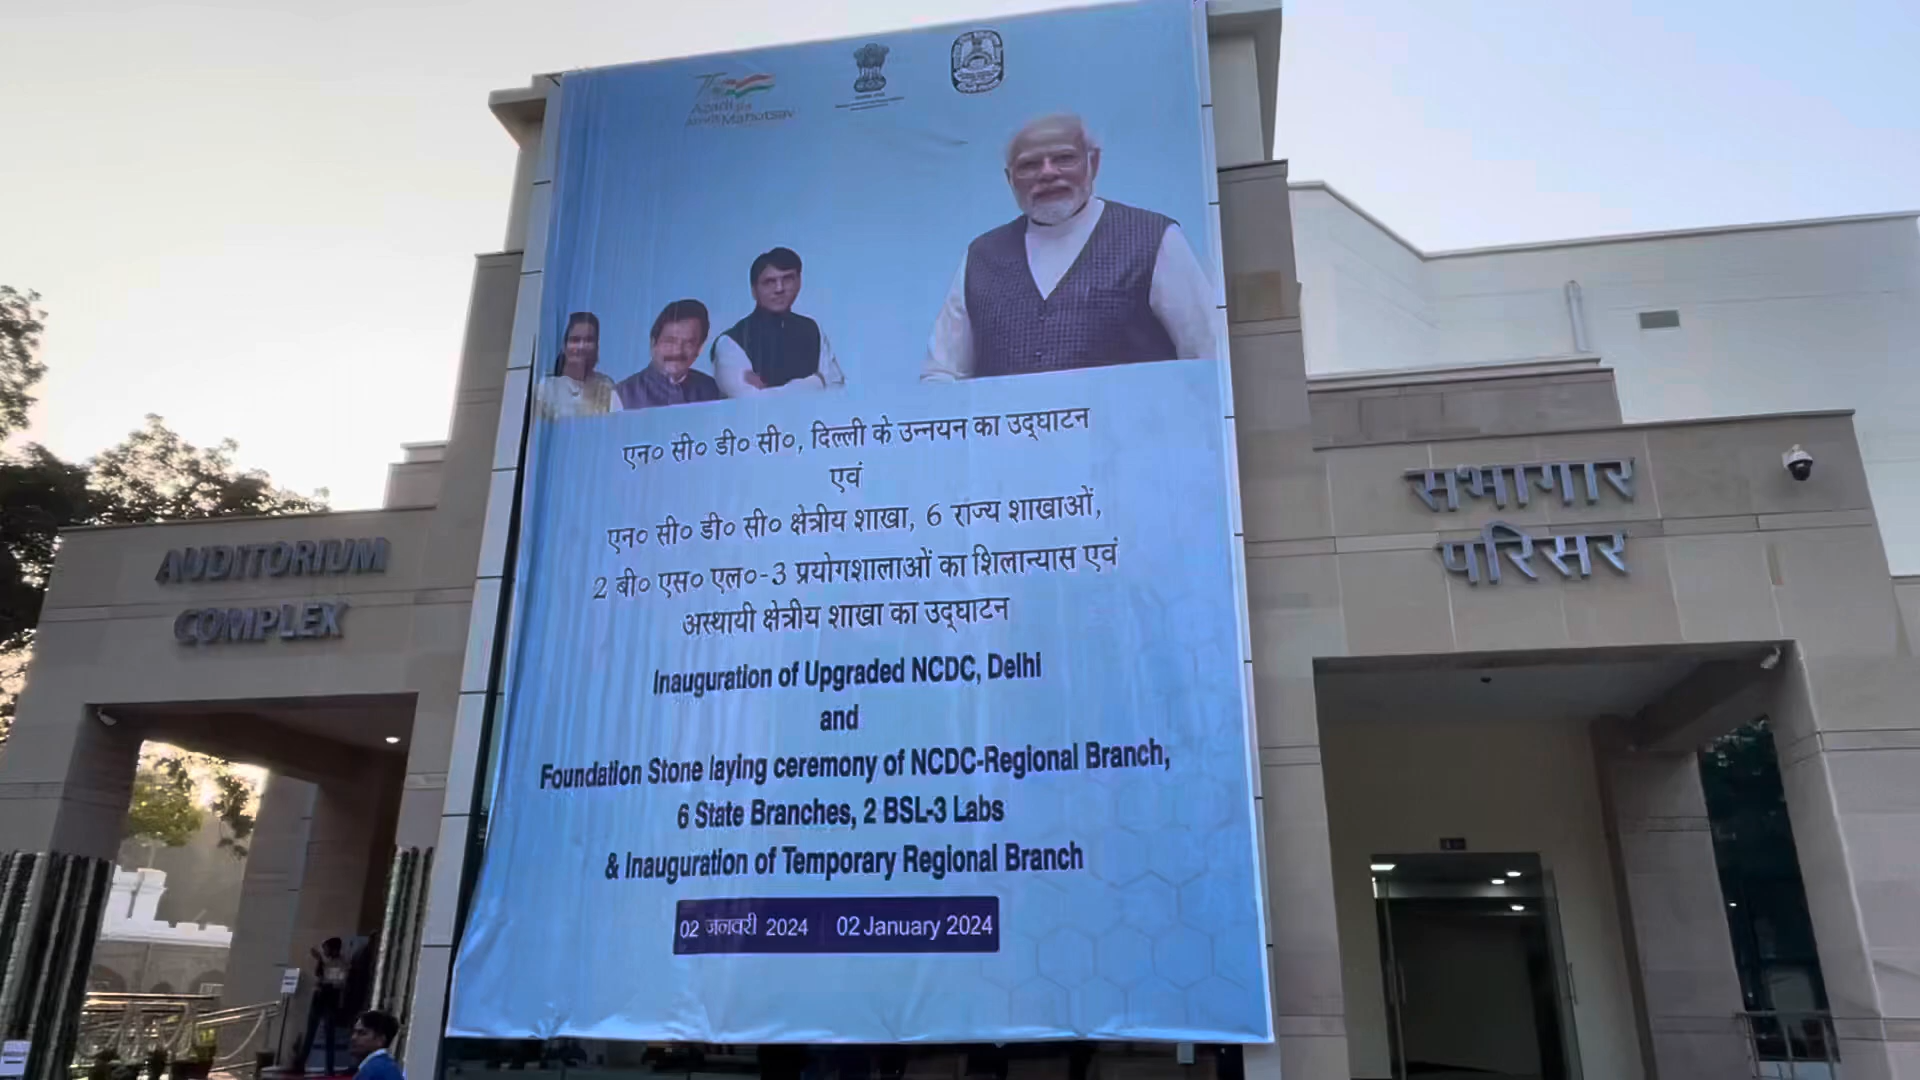 Azadi Ka
Amrit Mahotsav
एन० सी० डी० सी०, दिल्ली के उन्नयन का उद्‌घाटन
एवं
एन० सी० डी० सी० क्षेत्रीय शाखा, 6 राज्य शाखाओं,
2 बी० एस० एल०-3 प्रयोगशालाओं का शिलान्यास एवं
अस्थायी क्षेत्रीय शाखा का उद्‌घाटन
Inauguration of Upgraded NCDC, Delhi
and
Foundation Stone laying ceremony of NCDC-Regional Branch,
6 State Branches, 2 BSL-3 Labs
& Inauguration of Temporary Regional Branch
02 जनवरी 2024 02 January 2024
AUDITORIUM
COMPLEX
सभागार
परिसर